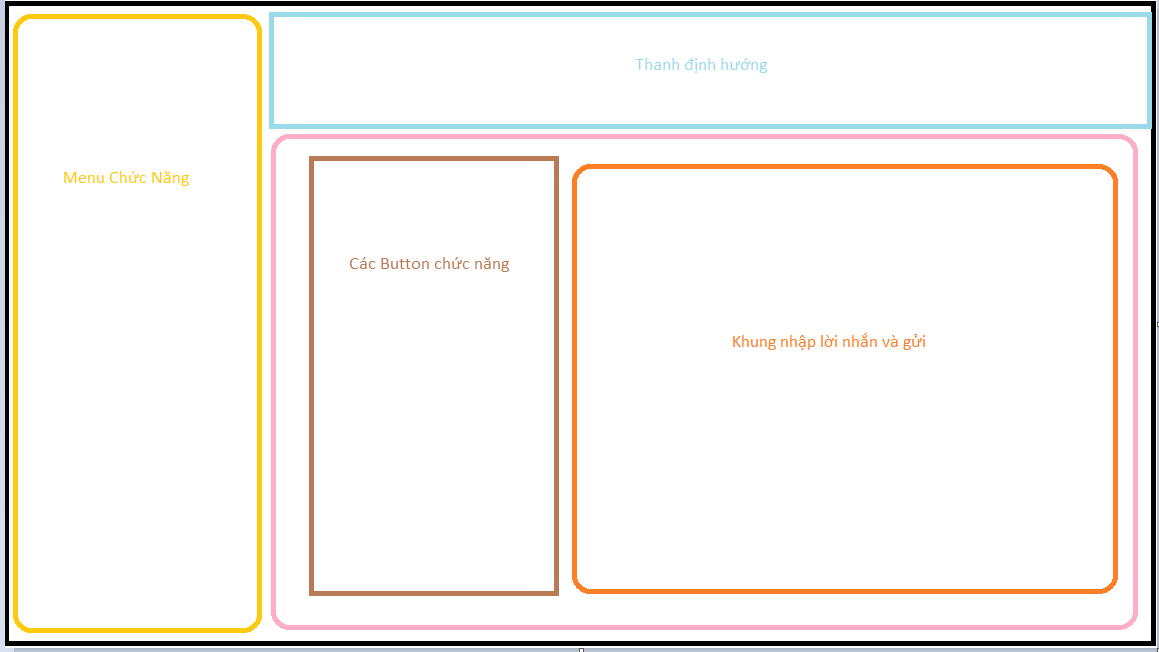 Thanh định hướng
Menu Chức Năng
Các Button chức năng
Khung nhập lời nhắn và gửi